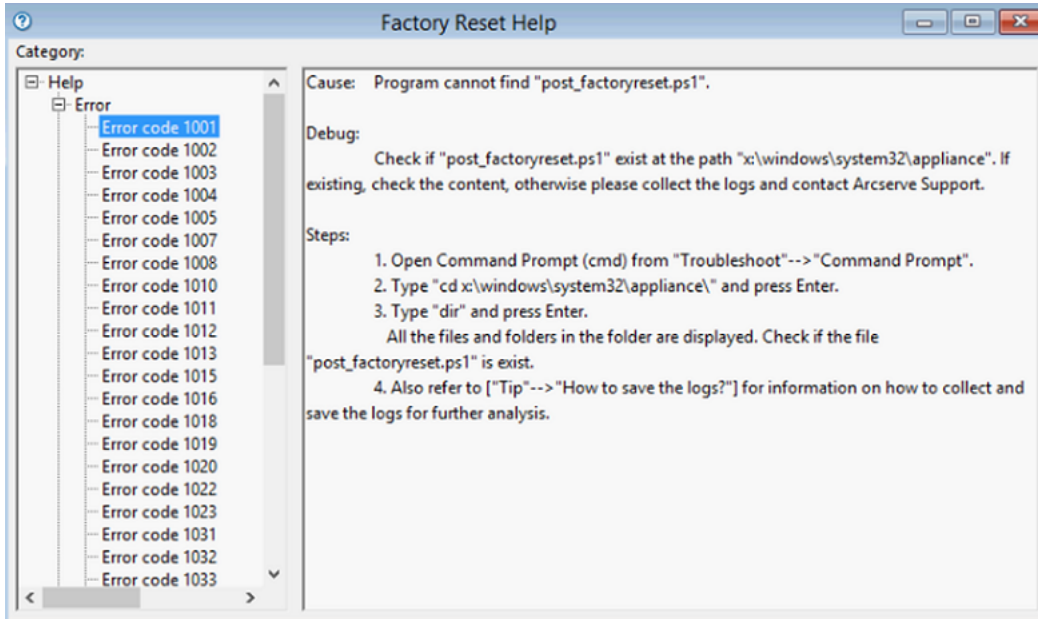 Factory Reset Help
Category:
Help
Error
Error code 1001
Error code 1002
Error code 1003
Error code 1004
Error code 1005
Error code 1007
Error code 1008
Error code 1010
Error code 1011
Error code 1012
Error code 1013
Error code 1015
Error code 1016
Error code 1018
Error code 1019
Error code 1020
Error code 1022
Error code 1023
Error code 1031
Error code 1032
Error code 1033
Cause: Program cannot find "post_factoryreset.ps1".
Debug:
Check if "post_factoryreset.ps1" exist at the path "x:\windows\system32\appliance". If
existing, check the content, otherwise please collect the logs and contact Arcserve Support.
Steps:
1. Open Command Prompt (cmd) from "Troubleshoot"-->"Command Prompt".
2. Type "cd x:\windows\system32\appliance\" and press Enter.
3. Type "dir" and press Enter.
All the files and folders in the folder are displayed. Check if the file
"post_factoryreset.ps1" is exist.
4. Also refer to ["Tip"-->"How to save the logs?"] for information on how to collect and
save the logs for further analysis.